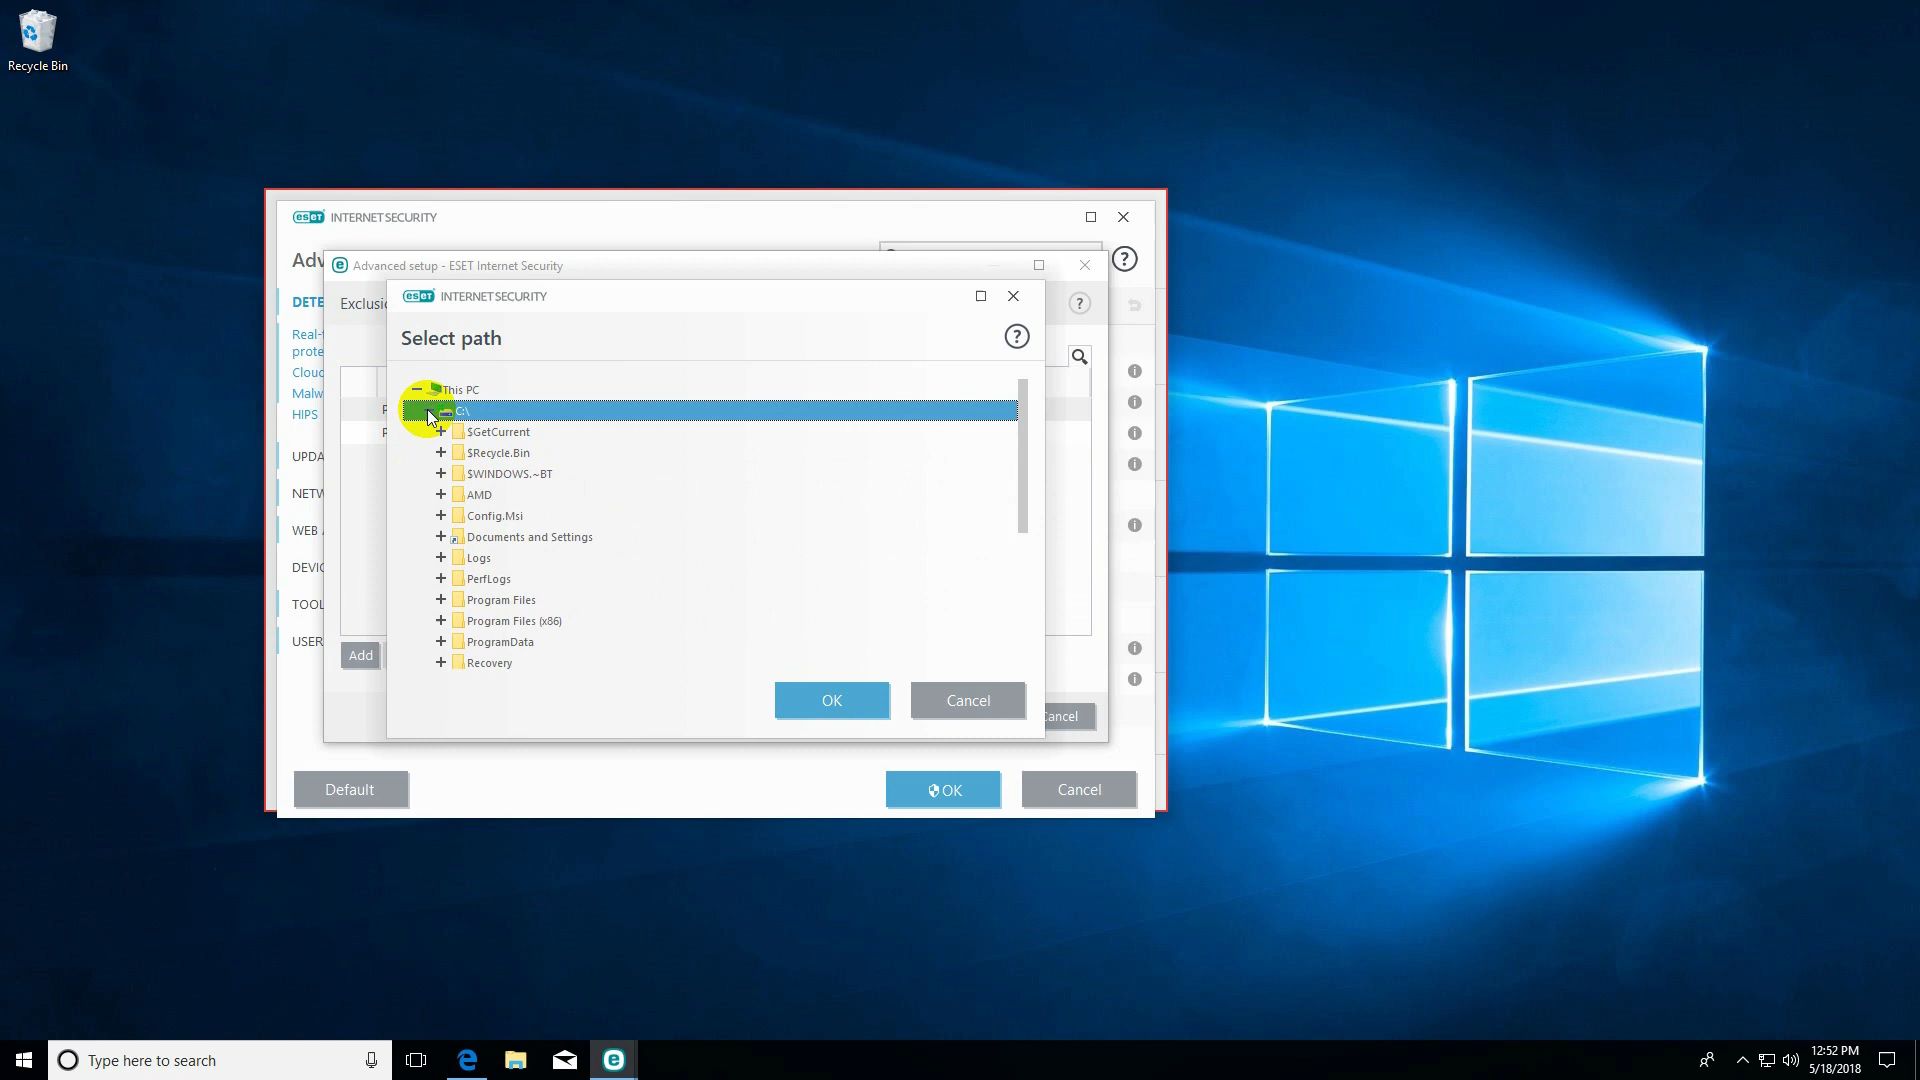 Recycle Bin
eset INTERNET SECURITY
Adv
e Advanced setup - ESET Internet Security
Exclusi
eset INTERNET SECURITY
Select path
This PC
C:\
$GetCurrent
$Recycle.Bin
$WINDOWS.~BT
AMD
Config.Msi
Documents and Settings
Logs
PerfLogs
Program Files
Program Files (x86)
ProgramData
Recovery
OK
Cancel
DETE
Real-f
prote
Cloud
Malw
HIPS
UPDA
NETW
WEB A
DEVIC
TOOL
USER
P
P
Add
Cancel
Default
OK
Cancel
Type here to search
e
12:52 PM
5/18/2018